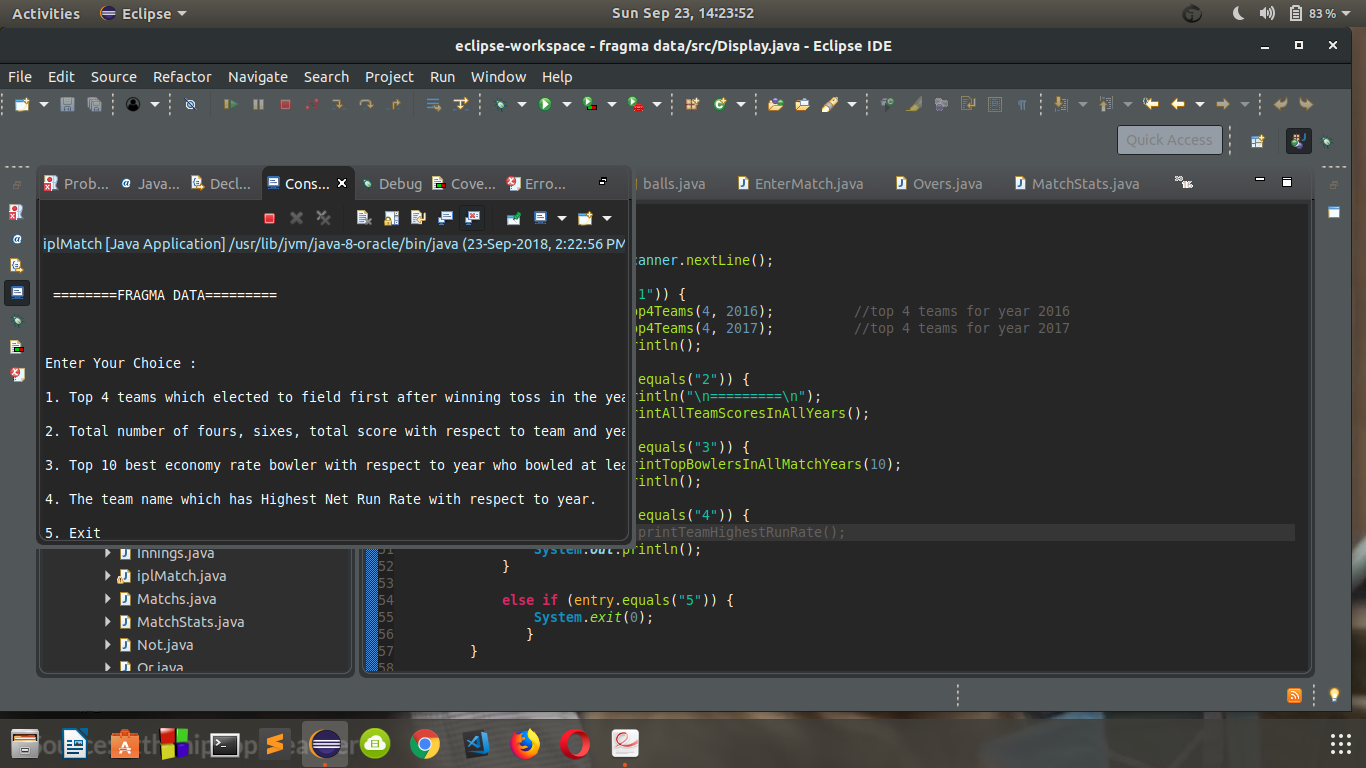 Activities Eclipse Sun Sep 23, 14:23:52 83 %
eclipse-workspace - fragma data/src/Display.java - Eclipse IDE
File Edit Source Refactor Navigate Search Project Run Window Help
Quick Access
Prob... Java... Decl... Cons... Debug Cove... Erro... balls.java EnterMatch.java Overs.java MatchStats.java
iplMatch [Java Application] /usr/lib/jvm/java-8-oracle/bin/java (23-Sep-2018, 2:22:56 PM
========FRAGMA DATA=========
Enter Your Choice :
1. Top 4 teams which elected to field first after winning toss in the yea
2. Total number of fours, sixes, total score with respect to team and yea
3. Top 10 best economy rate bowler with respect to year who bowled at lea
4. The team name which has Highest Net Run Rate with respect to year.
5. Exit
anner.nextLine();
1")) {
op4Teams(4, 2016); //top 4 teams for year 2016
op4Teams(4, 2017); //top 4 teams for year 2017
rintln();
equals("2")) {
rintln("\n=========\n");
rintAllTeamScoresInAllYears();
equals("3")) {
rintTopBowlersInAllMatchYears(10);
rintln();
equals("4")) {
printTeamHighestRunRate();
51 System.out.println();
52 }
53
54 else if (entry.equals("5")) {
55 System.exit(0);
56 }
57 }
58
Innings.java
iplMatch.java
Matchs.java
MatchStats.java
Not.java
Or.java